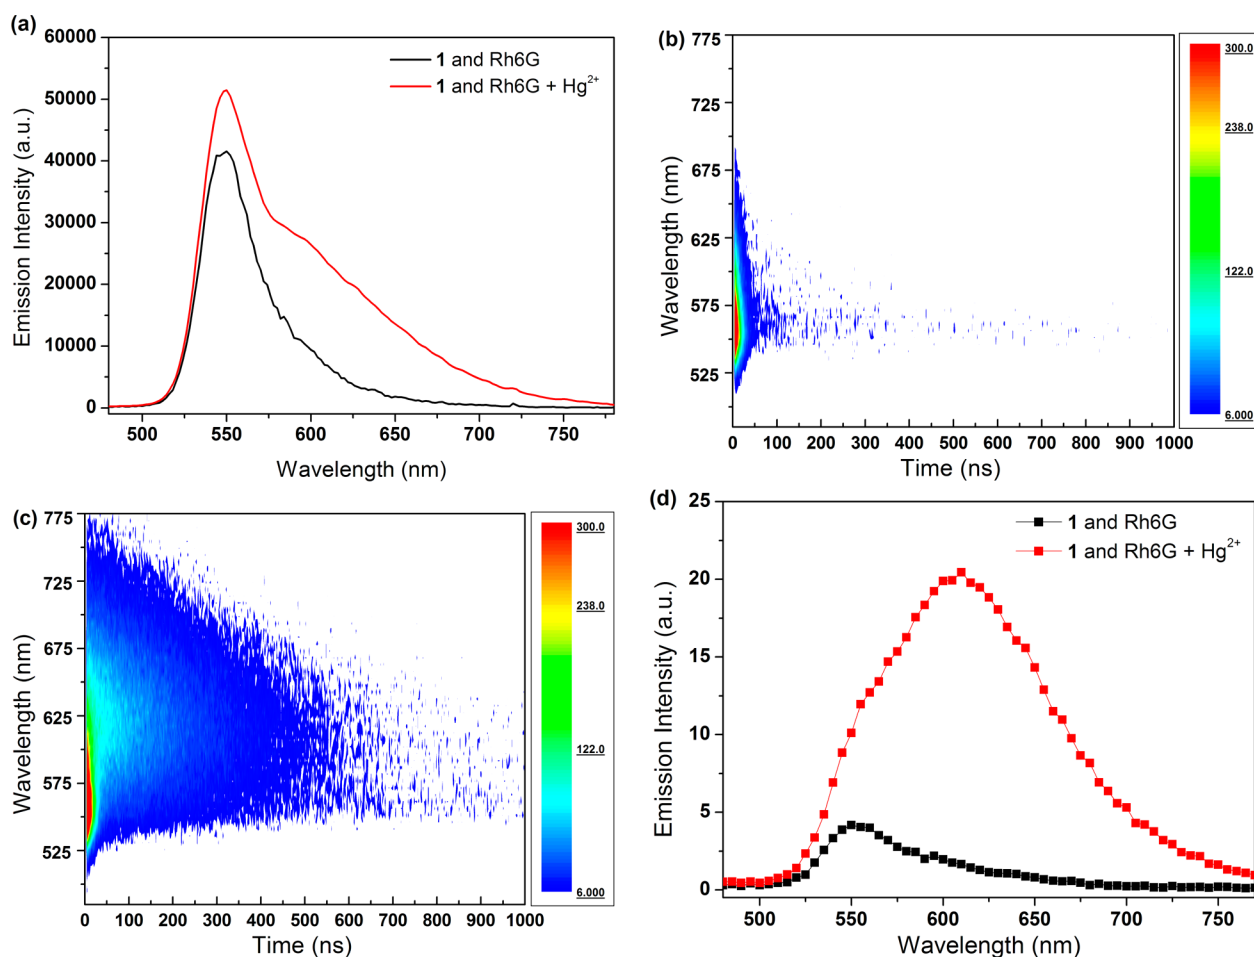 (a)
60000
50000
40000
30000
20000
10000
0
Emission Intensity (a.u.)
1 and Rh6G
1 and Rh6G + Hg²⁺
500 550 600 650 700 750
Wavelength (nm)
(b)
775
725
675
625
575
525
Wavelength (nm)
0 100 200 300 400 500 600 700 800 900 1000
Time (ns)
300.0
238.0
122.0
6.000
(c)
775
725
675
625
575
525
Wavelength (nm)
0 100 200 300 400 500 600 700 800 900 1000
Time (ns)
300.0
238.0
122.0
6.000
(d)
25
20
15
10
5
0
Emission Intensity (a.u.)
1 and Rh6G
1 and Rh6G + Hg²⁺
500 550 600 650 700 750
Wavelength (nm)